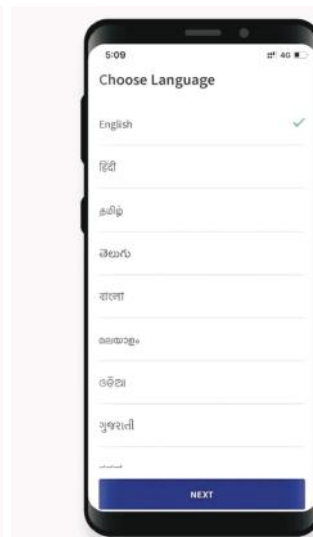 5:09 4G
Choose Language
English
हिंदी
தமிழ்
తెలుగు
বাংলা
മലയാളം
ଓଡ଼ିଆ
ગુજરાતી
NEXT